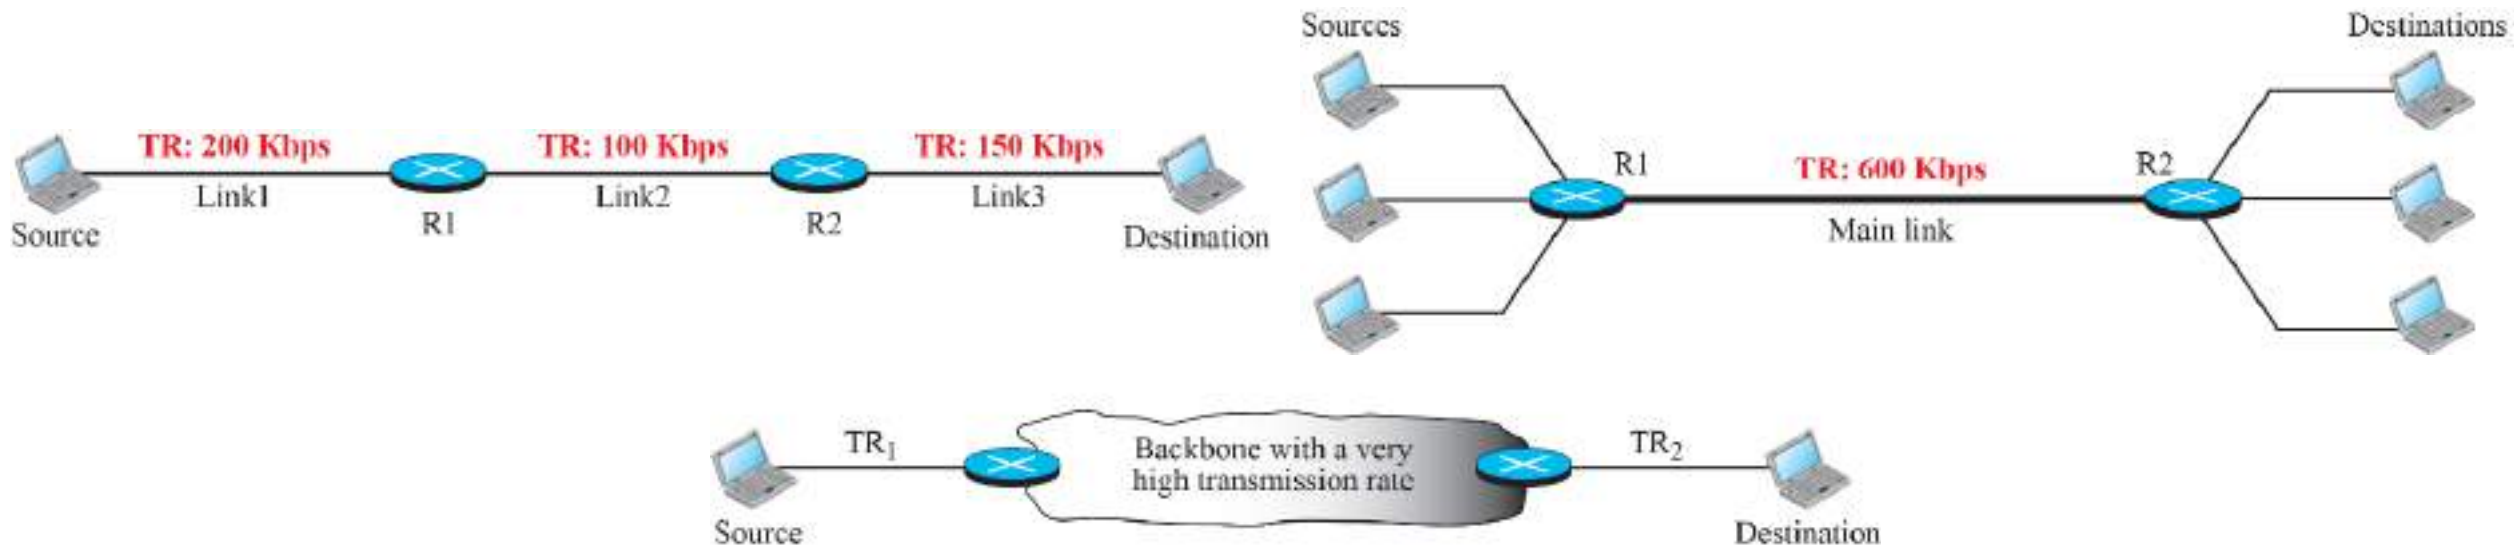 TR: 200 Kbps
TR: 100 Kbps
TR: 150 Kbps
Link1
Link2
Link3
R1
R2
Source
Destination
Sources
Destinations
R1
TR: 600 Kbps
R2
Main link
TR1
Backbone with a very
high transmission rate
TR2
Source
Destination